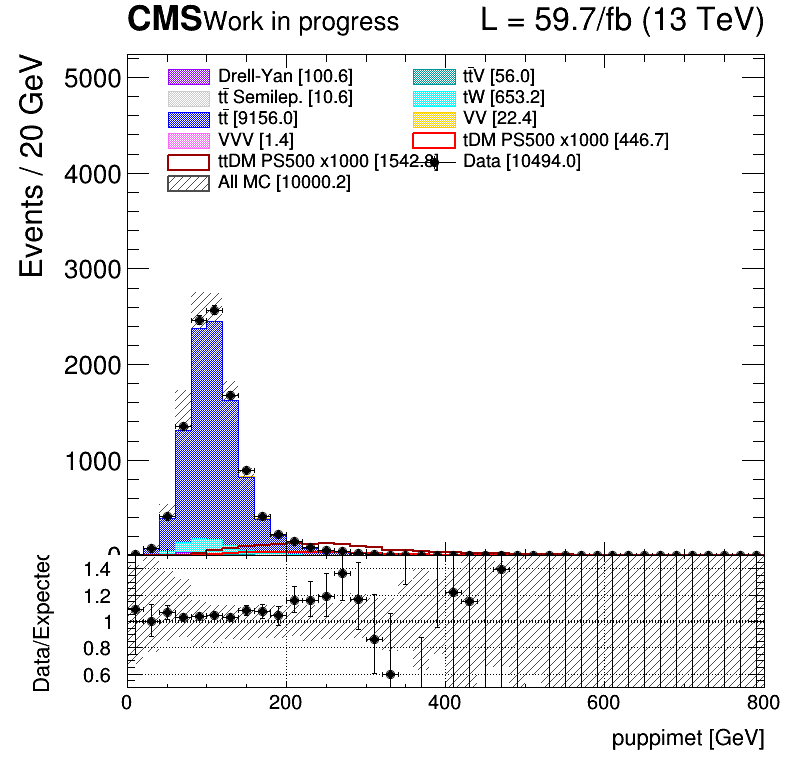 CMS Work in progress L = 59.7/fb (13 TeV)
Events / 20 GeV
5000
4000
3000
2000
1000
0
Drell-Yan [100.6] tt̄V [56.0]
tt̄ Semilep. [10.6] tW [653.2]
tt̄ [9156.0] VV [22.4]
VVV [1.4] tDM PS500 x1000 [446.7]
ttDM PS500 x1000 [1542.8] Data [10494.0]
All MC [10000.2]
Data/Expected
1.4
1.2
1
0.8
0.6
0 200 400 600 800
puppimet [GeV]